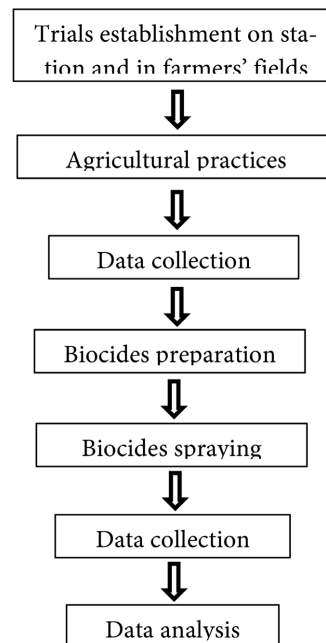 Trials establishment on sta-
tion and in farmers' fields
Agricultural practices
Data collection
Biocides preparation
Biocides spraying
Data collection
Data analysis